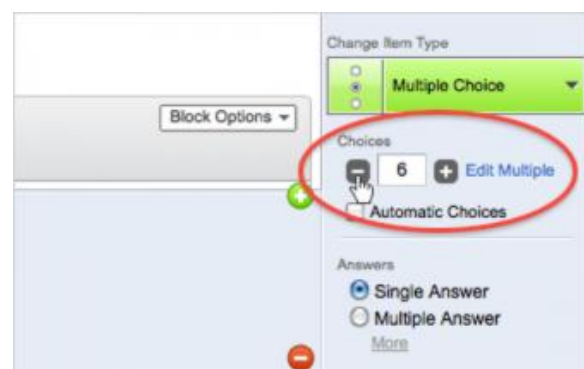 Change Item Type
Multiple Choice
Block Options
Choices
6 Edit Multiple
Automatic Choices
Answers
Single Answer
Multiple Answer
More